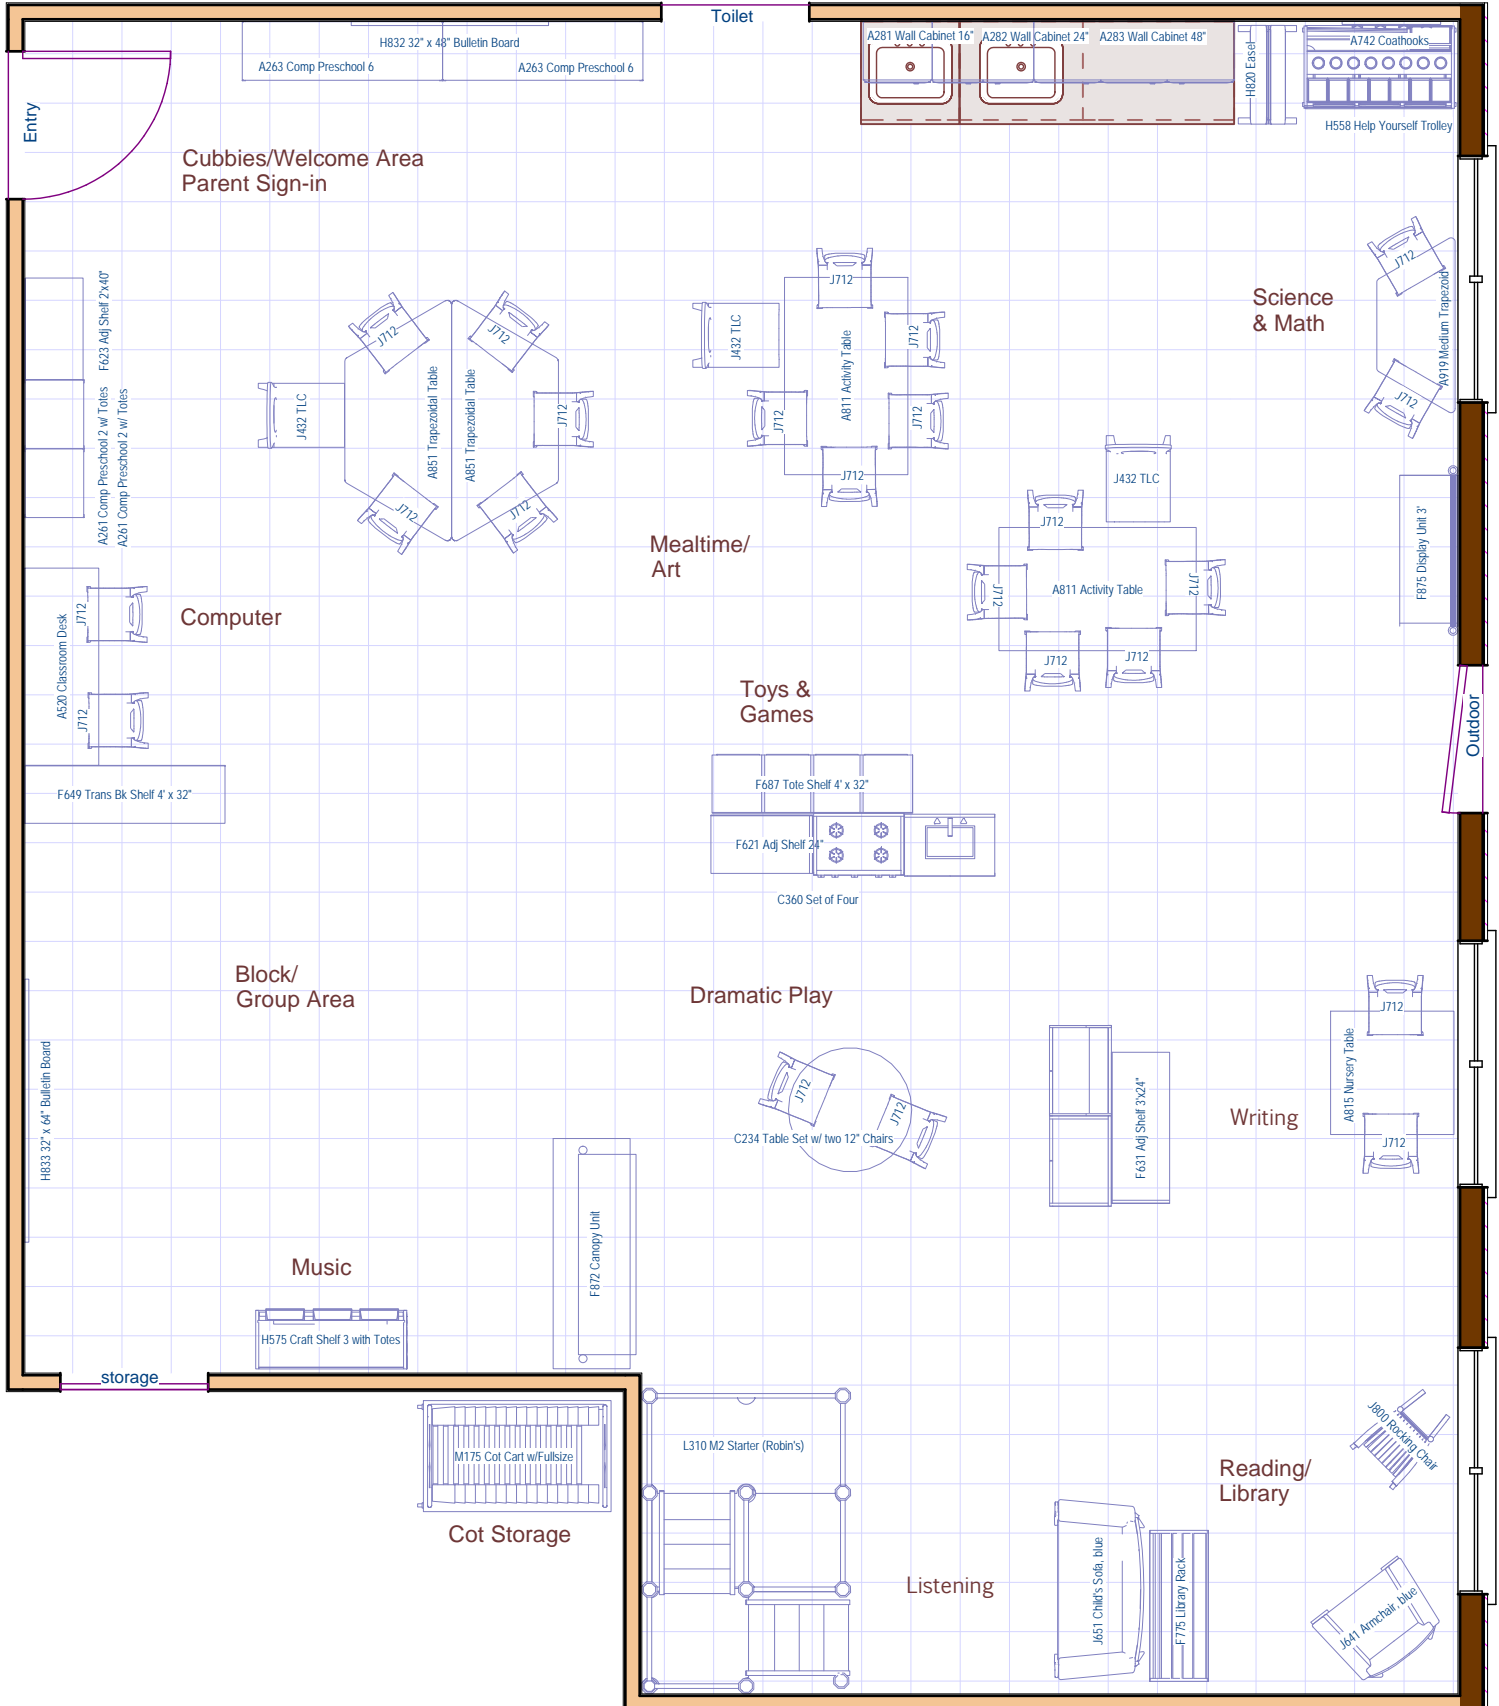 Toilet
H832 32" x 48" Bulletin Board
A263 Comp Preschool 6
A263 Comp Preschool 6
A281 Wall Cabinet 16"
A282 Wall Cabinet 24"
A283 Wall Cabinet 48"
H820 Easel
A742 Coathooks
H558 Help Yourself Trolley
Entry
Cubbies/Welcome Area
Parent Sign-in
F623 Adj Shelf 2'x40"
A261 Comp Preschool 2 w/ Totes
A261 Comp Preschool 2 w/ Totes
J712
J712
J432 TLC
A851 Trapezoidal Table
A851 Trapezoidal Table
J712
J712
J712
J712
J432 TLC
A811 Activity Table
J712
J712
J712
J712
Science
& Math
J712
A919 Medium Trapezoid
J712
J432 TLC
F875 Display Unit 3'
Mealtime/
Art
J712
J712
A811 Activity Table
J712
J712
J712
Computer
J712
A520 Classroom Desk
J712
Toys &
Games
Outdoor
F649 Trans Bk Shelf 4' x 32"
F687 Tote Shelf 4' x 32"
F621 Adj Shelf 24"
C360 Set of Four
Block/
Group Area
Dramatic Play
H833 32" x 64" Bulletin Board
J712
J712
C234 Table Set w/ two 12" Chairs
F631 Adj Shelf 3'x24"
Writing
J712
A815 Nursery Table
J712
F872 Canopy Unit
Music
H575 Craft Shelf 3 with Totes
storage
M175 Cot Cart w/Fullsize
Cot Storage
L310 M2 Starter (Robin's)
J800 Rocking Chair
Reading/
Library
Listening
J651 Child's Sofa, blue
F775 Library Rack
J641 Armchair, blue